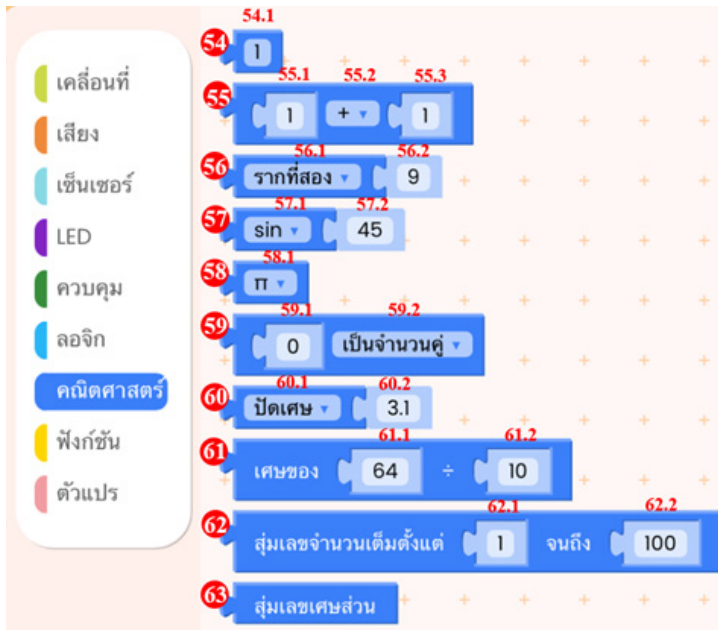 เคลื่อนที่
เสียง
เซ็นเซอร์
LED
ควบคุม
ลอจิก
คณิตศาสตร์
ฟังก์ชัน
ตัวแปร
54.1
54 1
55.1 55.2 55.3
55 1 + 1
56.1 56.2
56 รากที่สอง 9
57.1 57.2
57 sin 45
58.1
58 π
59.1 59.2
59 0 เป็นจำนวนคู่
60.1 60.2
60 ปัดเศษ 3.1
61.1 61.2
61 เศษของ 64 ÷ 10
62.1 62.2
62 สุ่มเลขจำนวนเต็มตั้งแต่ 1 จนถึง 100
63 สุ่มเลขเศษส่วน